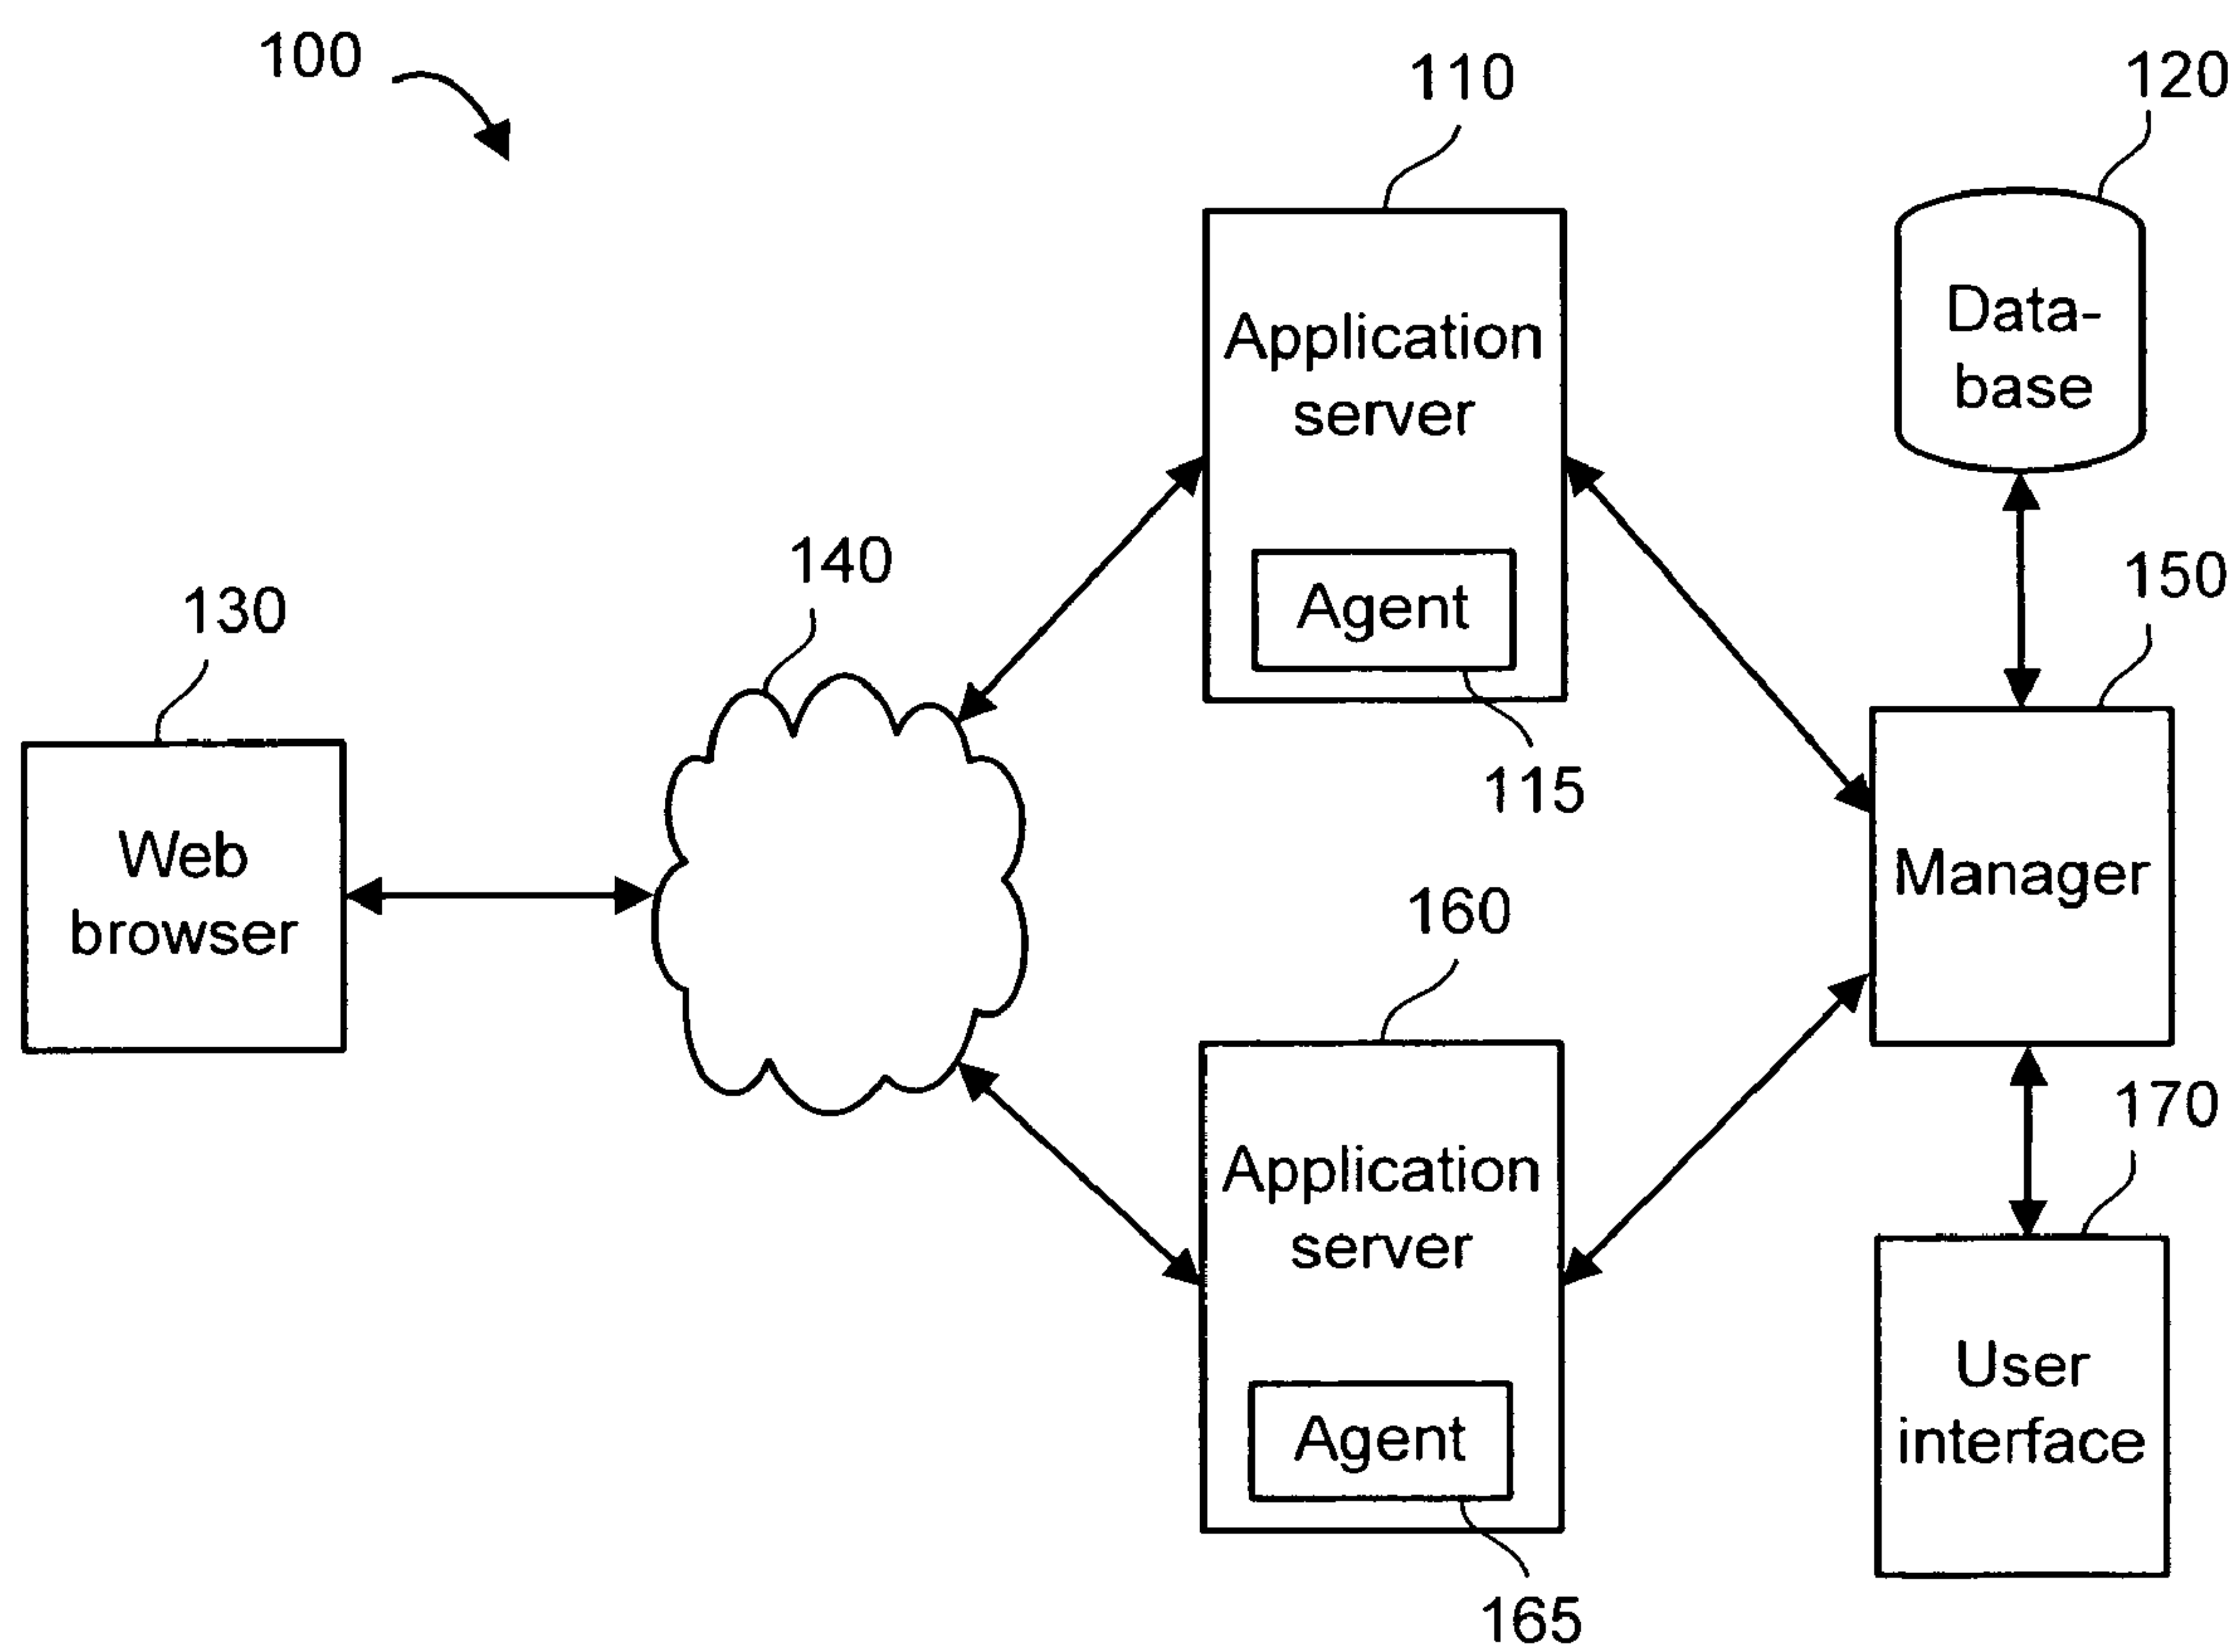 100
110
120
Application
server
Data-
base
140
150
130
Agent
115
Web
browser
Manager
160
170
Application
server
User
interface
Agent
165